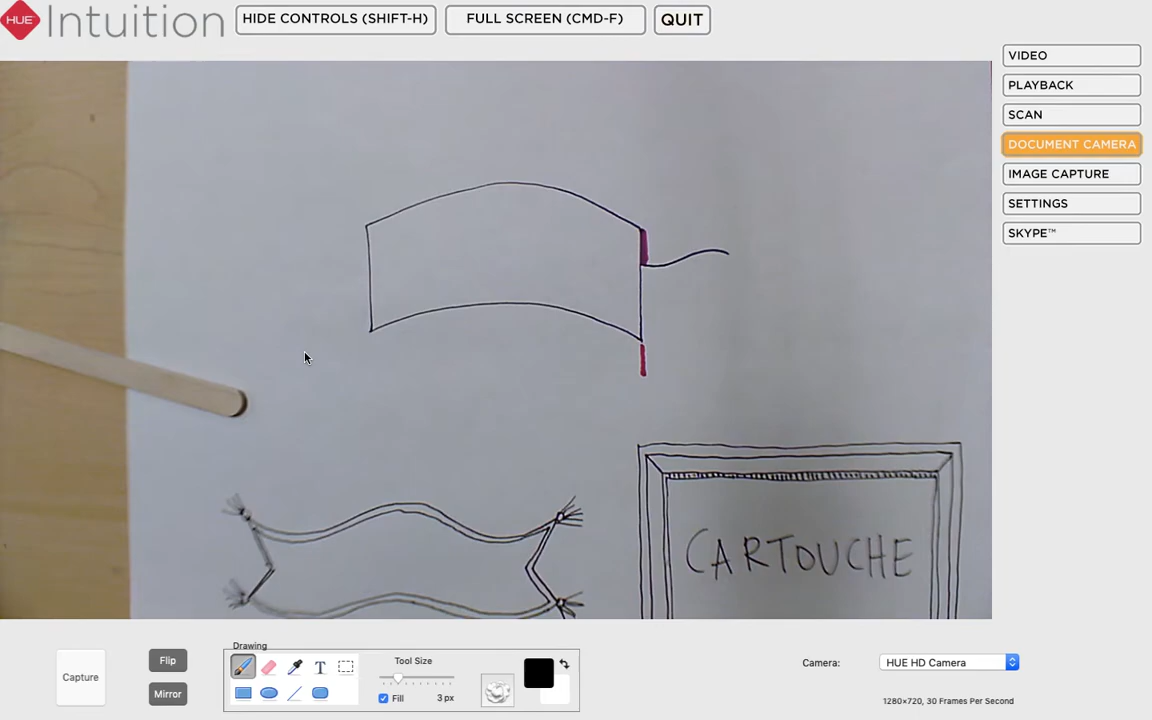 HUE Intuition
HIDE CONTROLS (SHIFT-H)
FULL SCREEN (CMD-F)
QUIT
VIDEO
PLAYBACK
SCAN
DOCUMENT CAMERA
IMAGE CAPTURE
SETTINGS
SKYPE™
CARTOUCHE
Capture
Flip
Mirror
Drawing
T
Tool Size
Fill
3 px
Camera:
HUE HD Camera
1280×720, 30 Frames Per Second